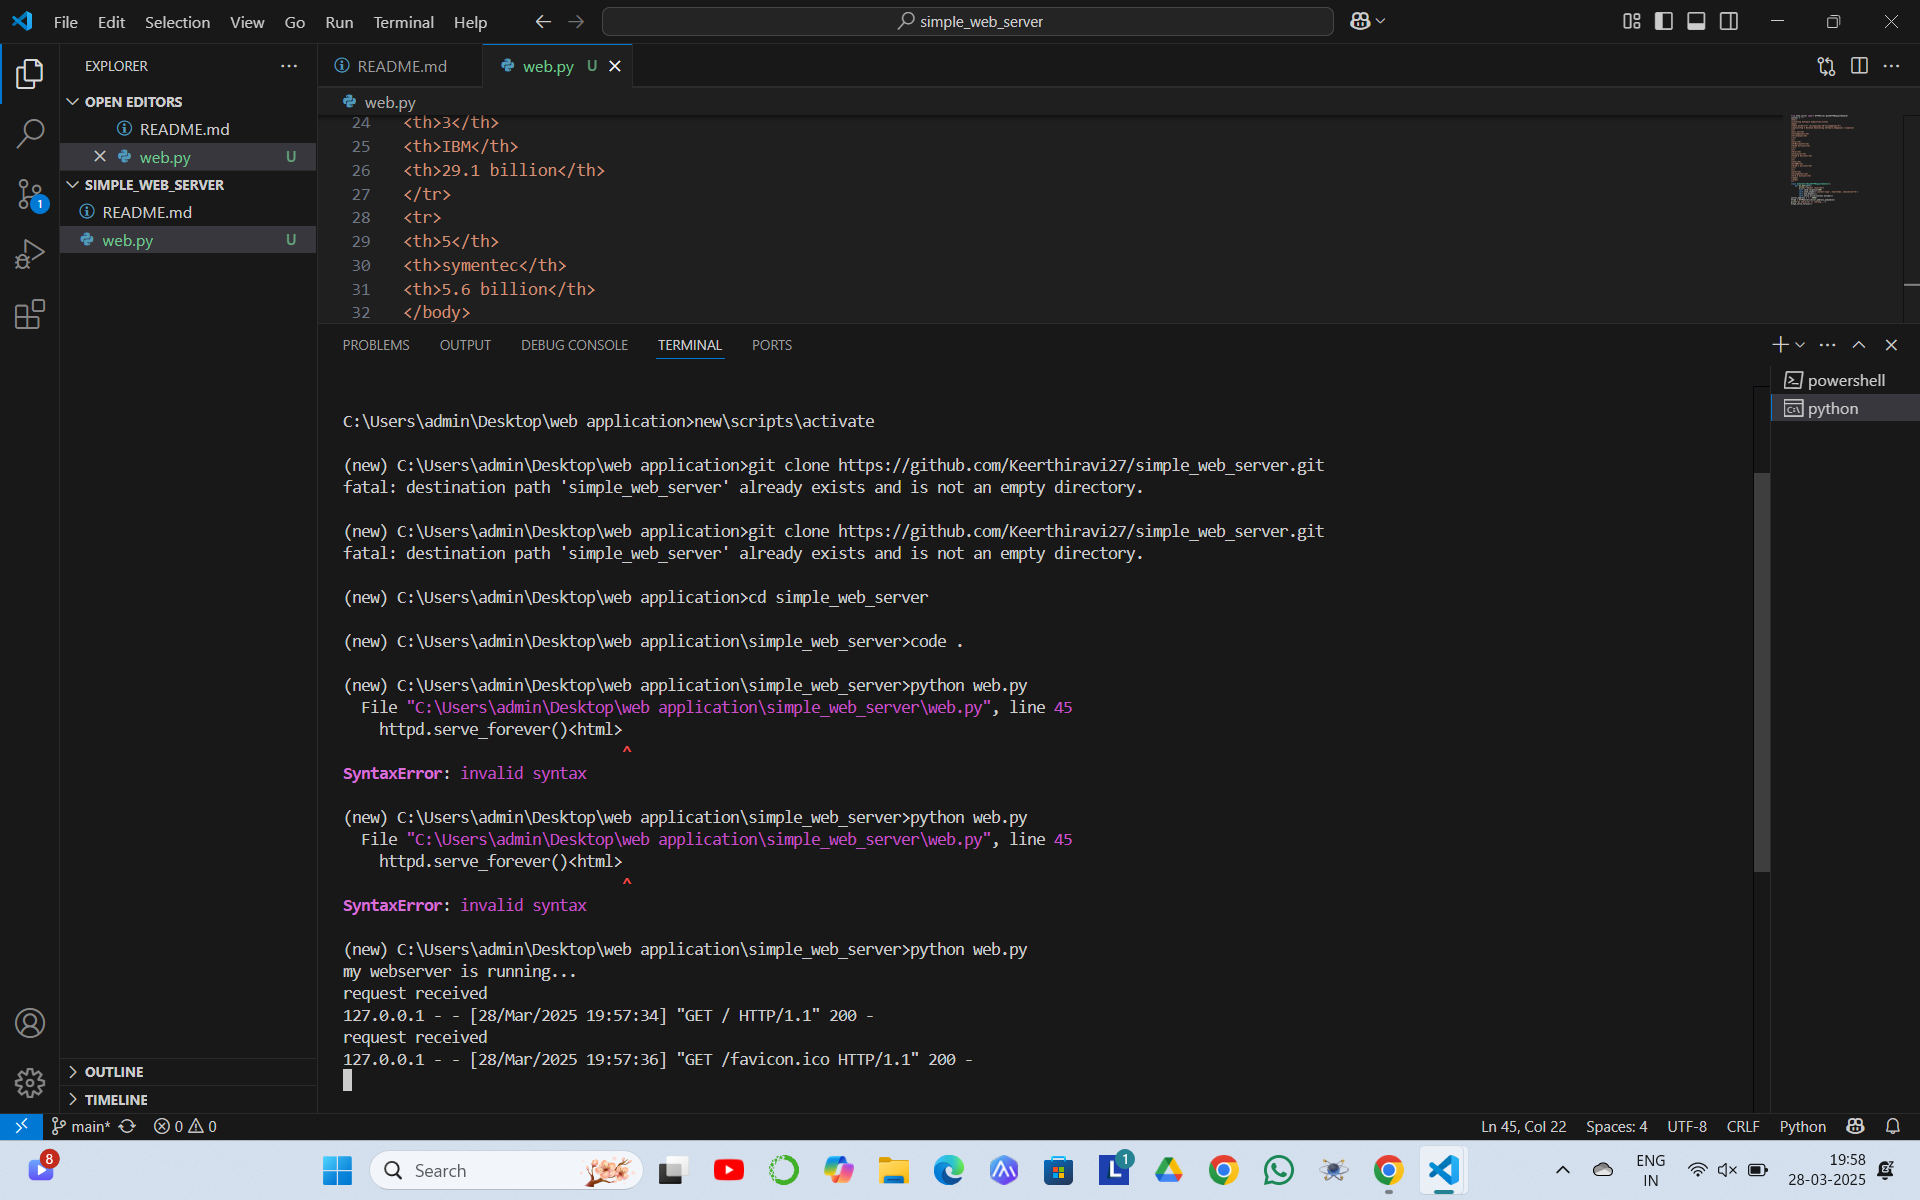 File Edit Selection View Go Run Terminal Help
simple_web_server
EXPLORER
OPEN EDITORS
README.md
web.py U
SIMPLE_WEB_SERVER
README.md
web.py U
OUTLINE
TIMELINE
README.md
web.py U
web.py
24 <th>3</th>
25 <th>IBM</th>
26 <th>29.1 billion</th>
27 </tr>
28 <tr>
29 <th>5</th>
30 <th>symentec</th>
31 <th>5.6 billion</th>
32 </body>
PROBLEMS OUTPUT DEBUG CONSOLE TERMINAL PORTS
powershell
python
C:\Users\admin\Desktop\web application>new\scripts\activate
(new) C:\Users\admin\Desktop\web application>git clone https://github.com/Keerthiravi27/simple_web_server.git
fatal: destination path 'simple_web_server' already exists and is not an empty directory.
(new) C:\Users\admin\Desktop\web application>git clone https://github.com/Keerthiravi27/simple_web_server.git
fatal: destination path 'simple_web_server' already exists and is not an empty directory.
(new) C:\Users\admin\Desktop\web application>cd simple_web_server
(new) C:\Users\admin\Desktop\web application\simple_web_server>code .
(new) C:\Users\admin\Desktop\web application\simple_web_server>python web.py
File "C:\Users\admin\Desktop\web application\simple_web_server\web.py", line 45
httpd.serve_forever()<html>
^
SyntaxError: invalid syntax
(new) C:\Users\admin\Desktop\web application\simple_web_server>python web.py
File "C:\Users\admin\Desktop\web application\simple_web_server\web.py", line 45
httpd.serve_forever()<html>
^
SyntaxError: invalid syntax
(new) C:\Users\admin\Desktop\web application\simple_web_server>python web.py
my webserver is running...
request received
127.0.0.1 - - [28/Mar/2025 19:57:34] "GET / HTTP/1.1" 200 -
request received
127.0.0.1 - - [28/Mar/2025 19:57:36] "GET /favicon.ico HTTP/1.1" 200 -
1
main* 0 0
Ln 45, Col 22 Spaces: 4 UTF-8 CRLF Python
8
Search
1
ENG
IN
19:58
28-03-2025